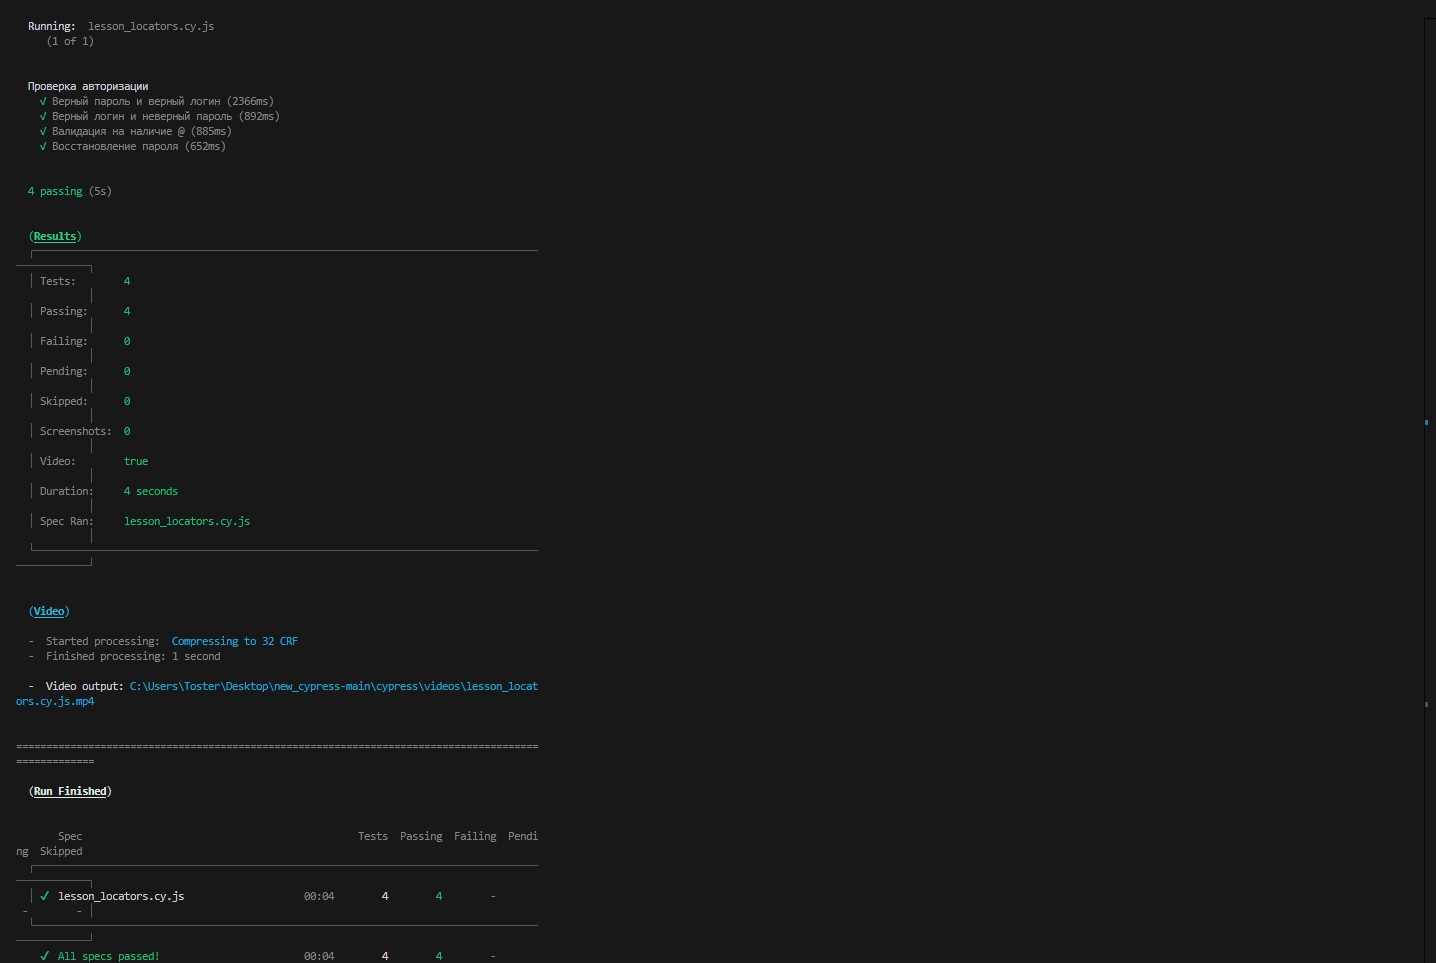 Running:  lesson_locators.cy.js
(1 of 1)
Проверка авторизации
√ Верный пароль и верный логин (2366ms)
√ Верный логин и неверный пароль (892ms)
√ Валидация на наличие @ (885ms)
√ Восстановление пароля (652ms)
4 passing (5s)
(Results)
Tests:        4
Passing:      4
Failing:      0
Pending:      0
Skipped:      0
Screenshots:  0
Video:        true
Duration:     4 seconds
Spec Ran:     lesson_locators.cy.js
(Video)
-  Started processing:  Compressing to 32 CRF
-  Finished processing: 1 second
-  Video output: C:\Users\Toster\Desktop\new_cypress-main\cypress\videos\lesson_locat
ors.cy.js.mp4
=======================================================================================
=============
(Run Finished)
Spec                                              Tests  Passing  Failing  Pendi
ng  Skipped
✓  lesson_locators.cy.js                    00:04        4        4        -
-        -
✓  All specs passed!                        00:04        4        4        -